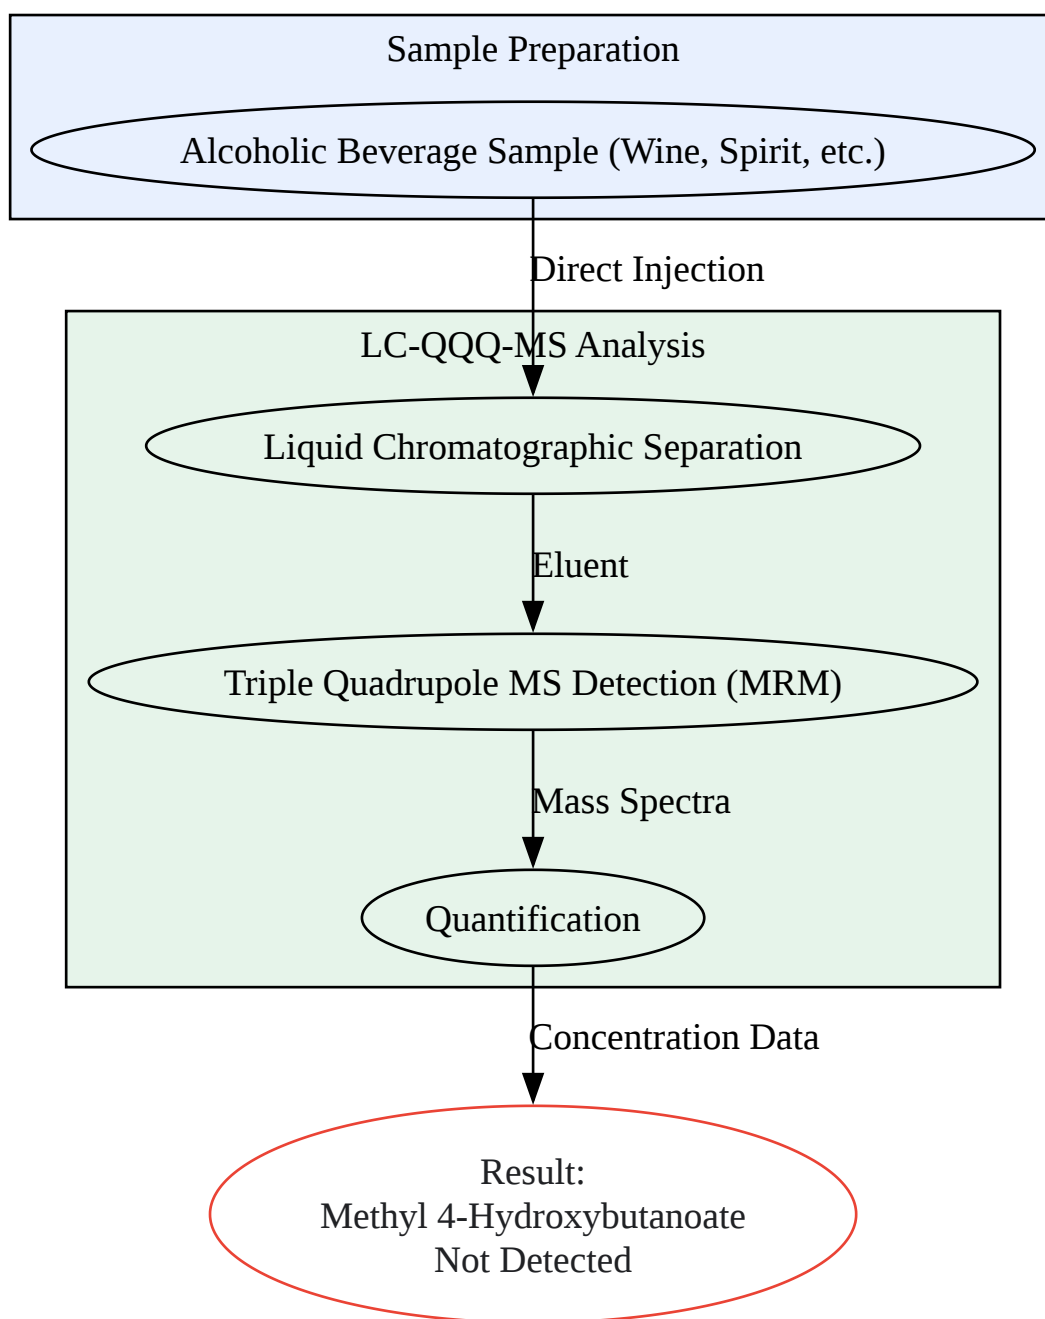 Sample Preparation
Alcoholic Beverage Sample (Wine, Spirit, etc.)
Direct Injection
LC-QQQ-MS Analysis
Liquid Chromatographic Separation
Eluent
Triple Quadrupole MS Detection (MRM)
Mass Spectra
Quantification
Concentration Data
Result:
Methyl 4-Hydroxybutanoate
Not Detected